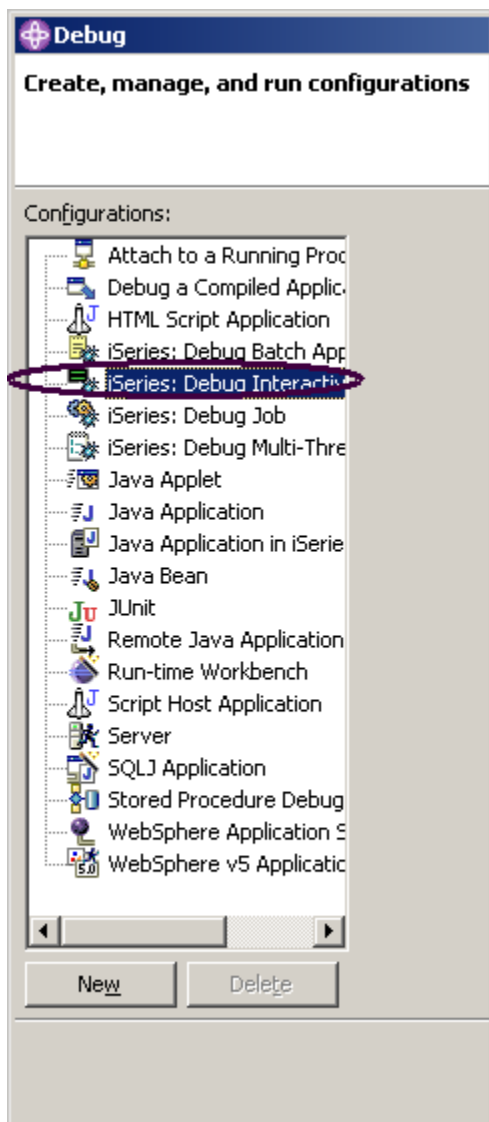 Debug
Create, manage, and run configurations
Configurations:
Attach to a Running Proc
Debug a Compiled Applic
HTML Script Application
iSeries: Debug Batch App
iSeries: Debug Interactiv
iSeries: Debug Job
iSeries: Debug Multi-Thre
Java Applet
Java Application
Java Application in iSerie
Java Bean
JUnit
Remote Java Application
Run-time Workbench
Script Host Application
Server
SQLJ Application
Stored Procedure Debug
WebSphere Application S
WebSphere v5 Applicatic
New Delete